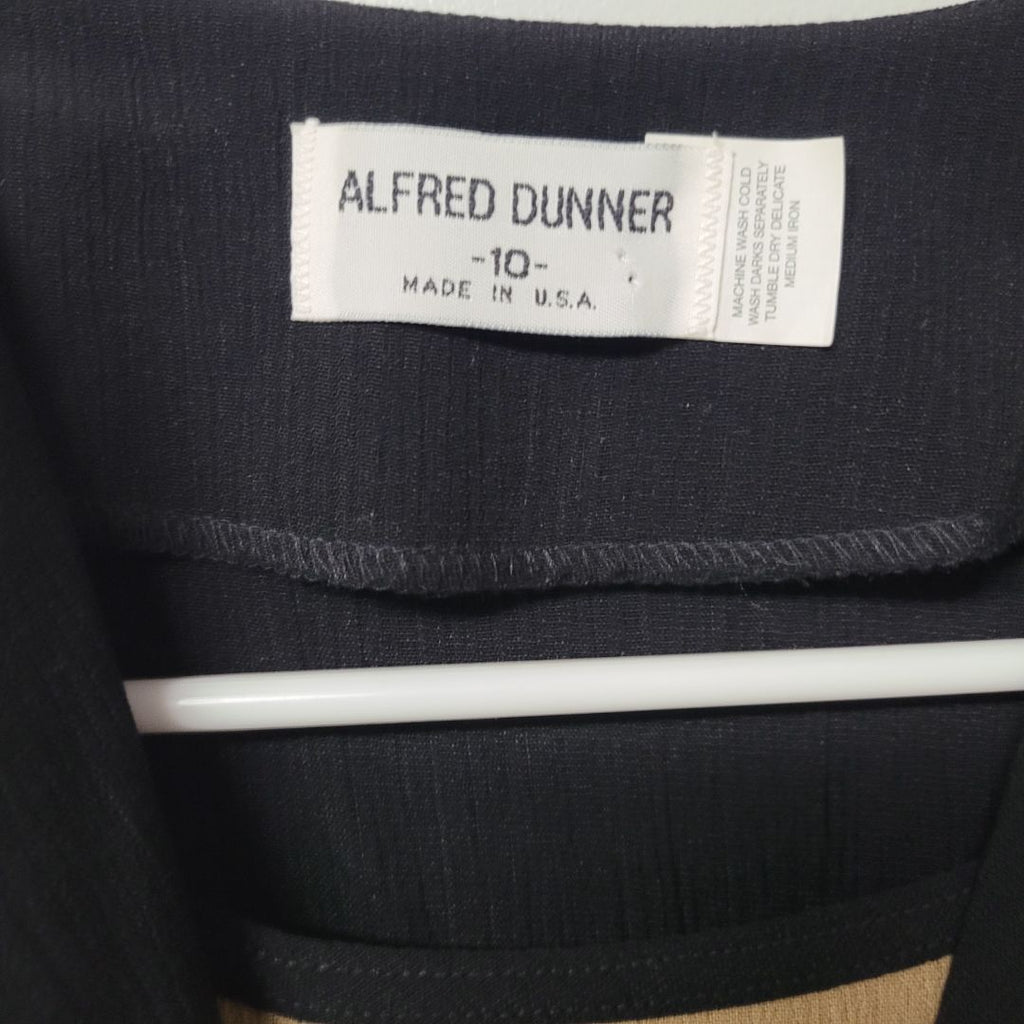 ALFRED DUNNER
-10-
MADE IN U.S.A.
MACHINE WASH COLD
WASH DARKS SEPARATELY
TUMBLE DRY DELICATE
MEDIUM IRON